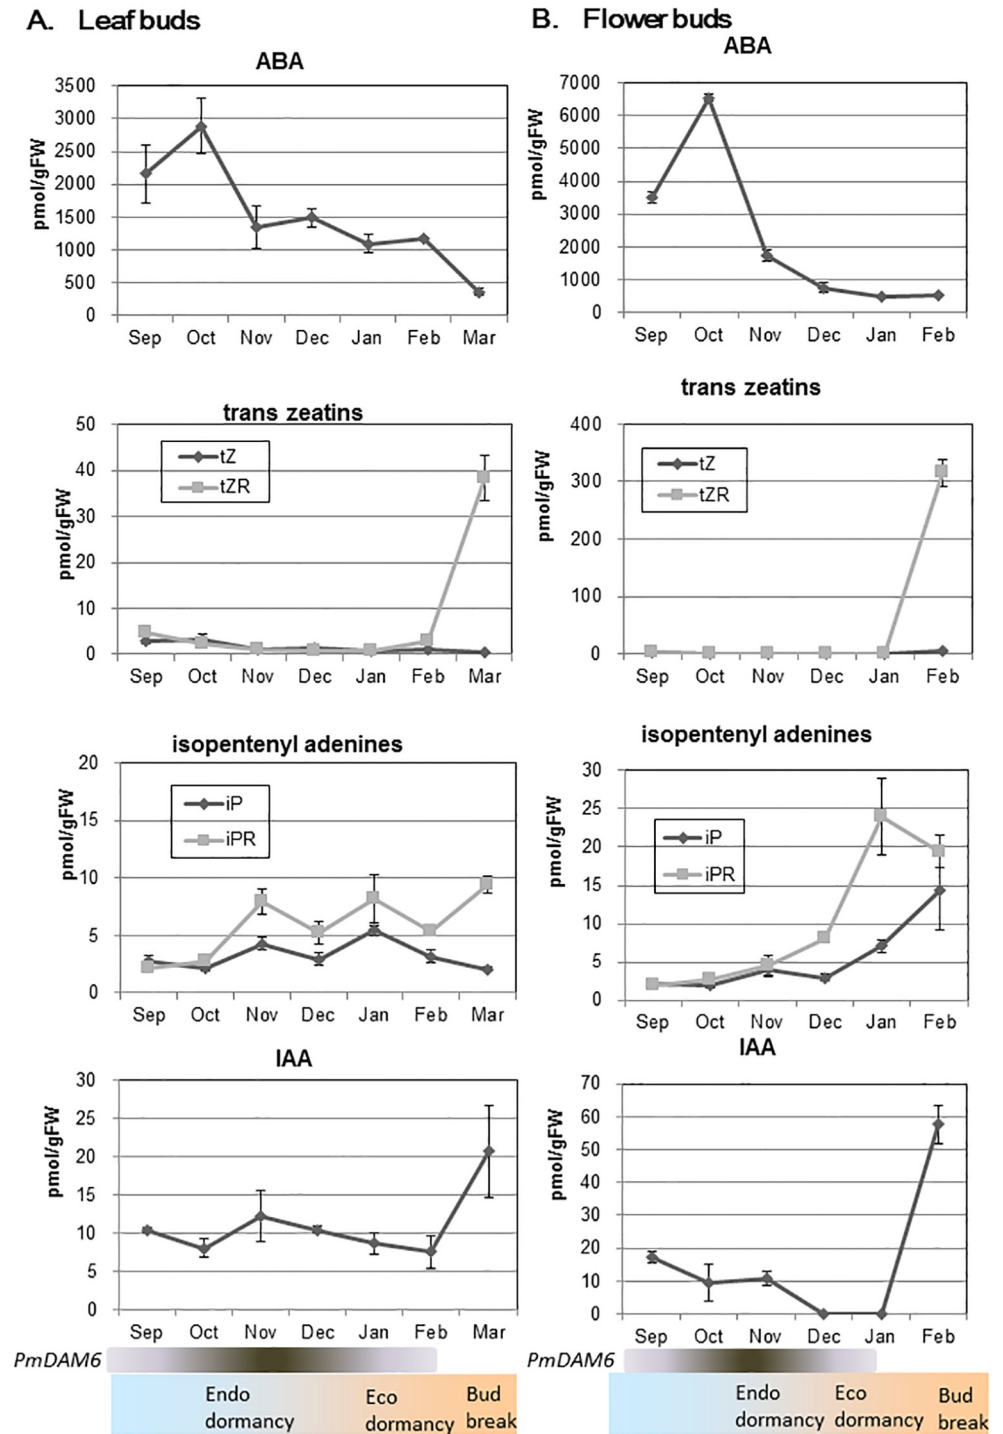 A. Leaf buds
ABA
pmol/gFW
3500
3000
2500
2000
1500
1000
500
0
Sep Oct Nov Dec Jan Feb Mar
trans zeatins
pmol/gFW
50
40
30
20
10
0
tZ
tZR
Sep Oct Nov Dec Jan Feb Mar
isopentenyl adenines
pmol/gFW
20
15
10
5
0
iP
iPR
Sep Oct Nov Dec Jan Feb Mar
IAA
pmol/gFW
30
25
20
15
10
5
0
Sep Oct Nov Dec Jan Feb Mar
PmDAM6
Endo dormancy
Eco dormancy
Bud break
B. Flower buds
ABA
pmol/gFW
7000
6000
5000
4000
3000
2000
1000
0
Sep Oct Nov Dec Jan Feb
trans zeatins
pmol/gFW
400
300
200
100
0
tZ
tZR
Sep Oct Nov Dec Jan Feb
isopentenyl adenines
pmol/gFW
30
25
20
15
10
5
0
iP
iPR
Sep Oct Nov Dec Jan Feb
IAA
pmol/gFW
70
60
50
40
30
20
10
0
Sep Oct Nov Dec Jan Feb
PmDAM6
Endo dormancy
Eco dormancy
Bud break